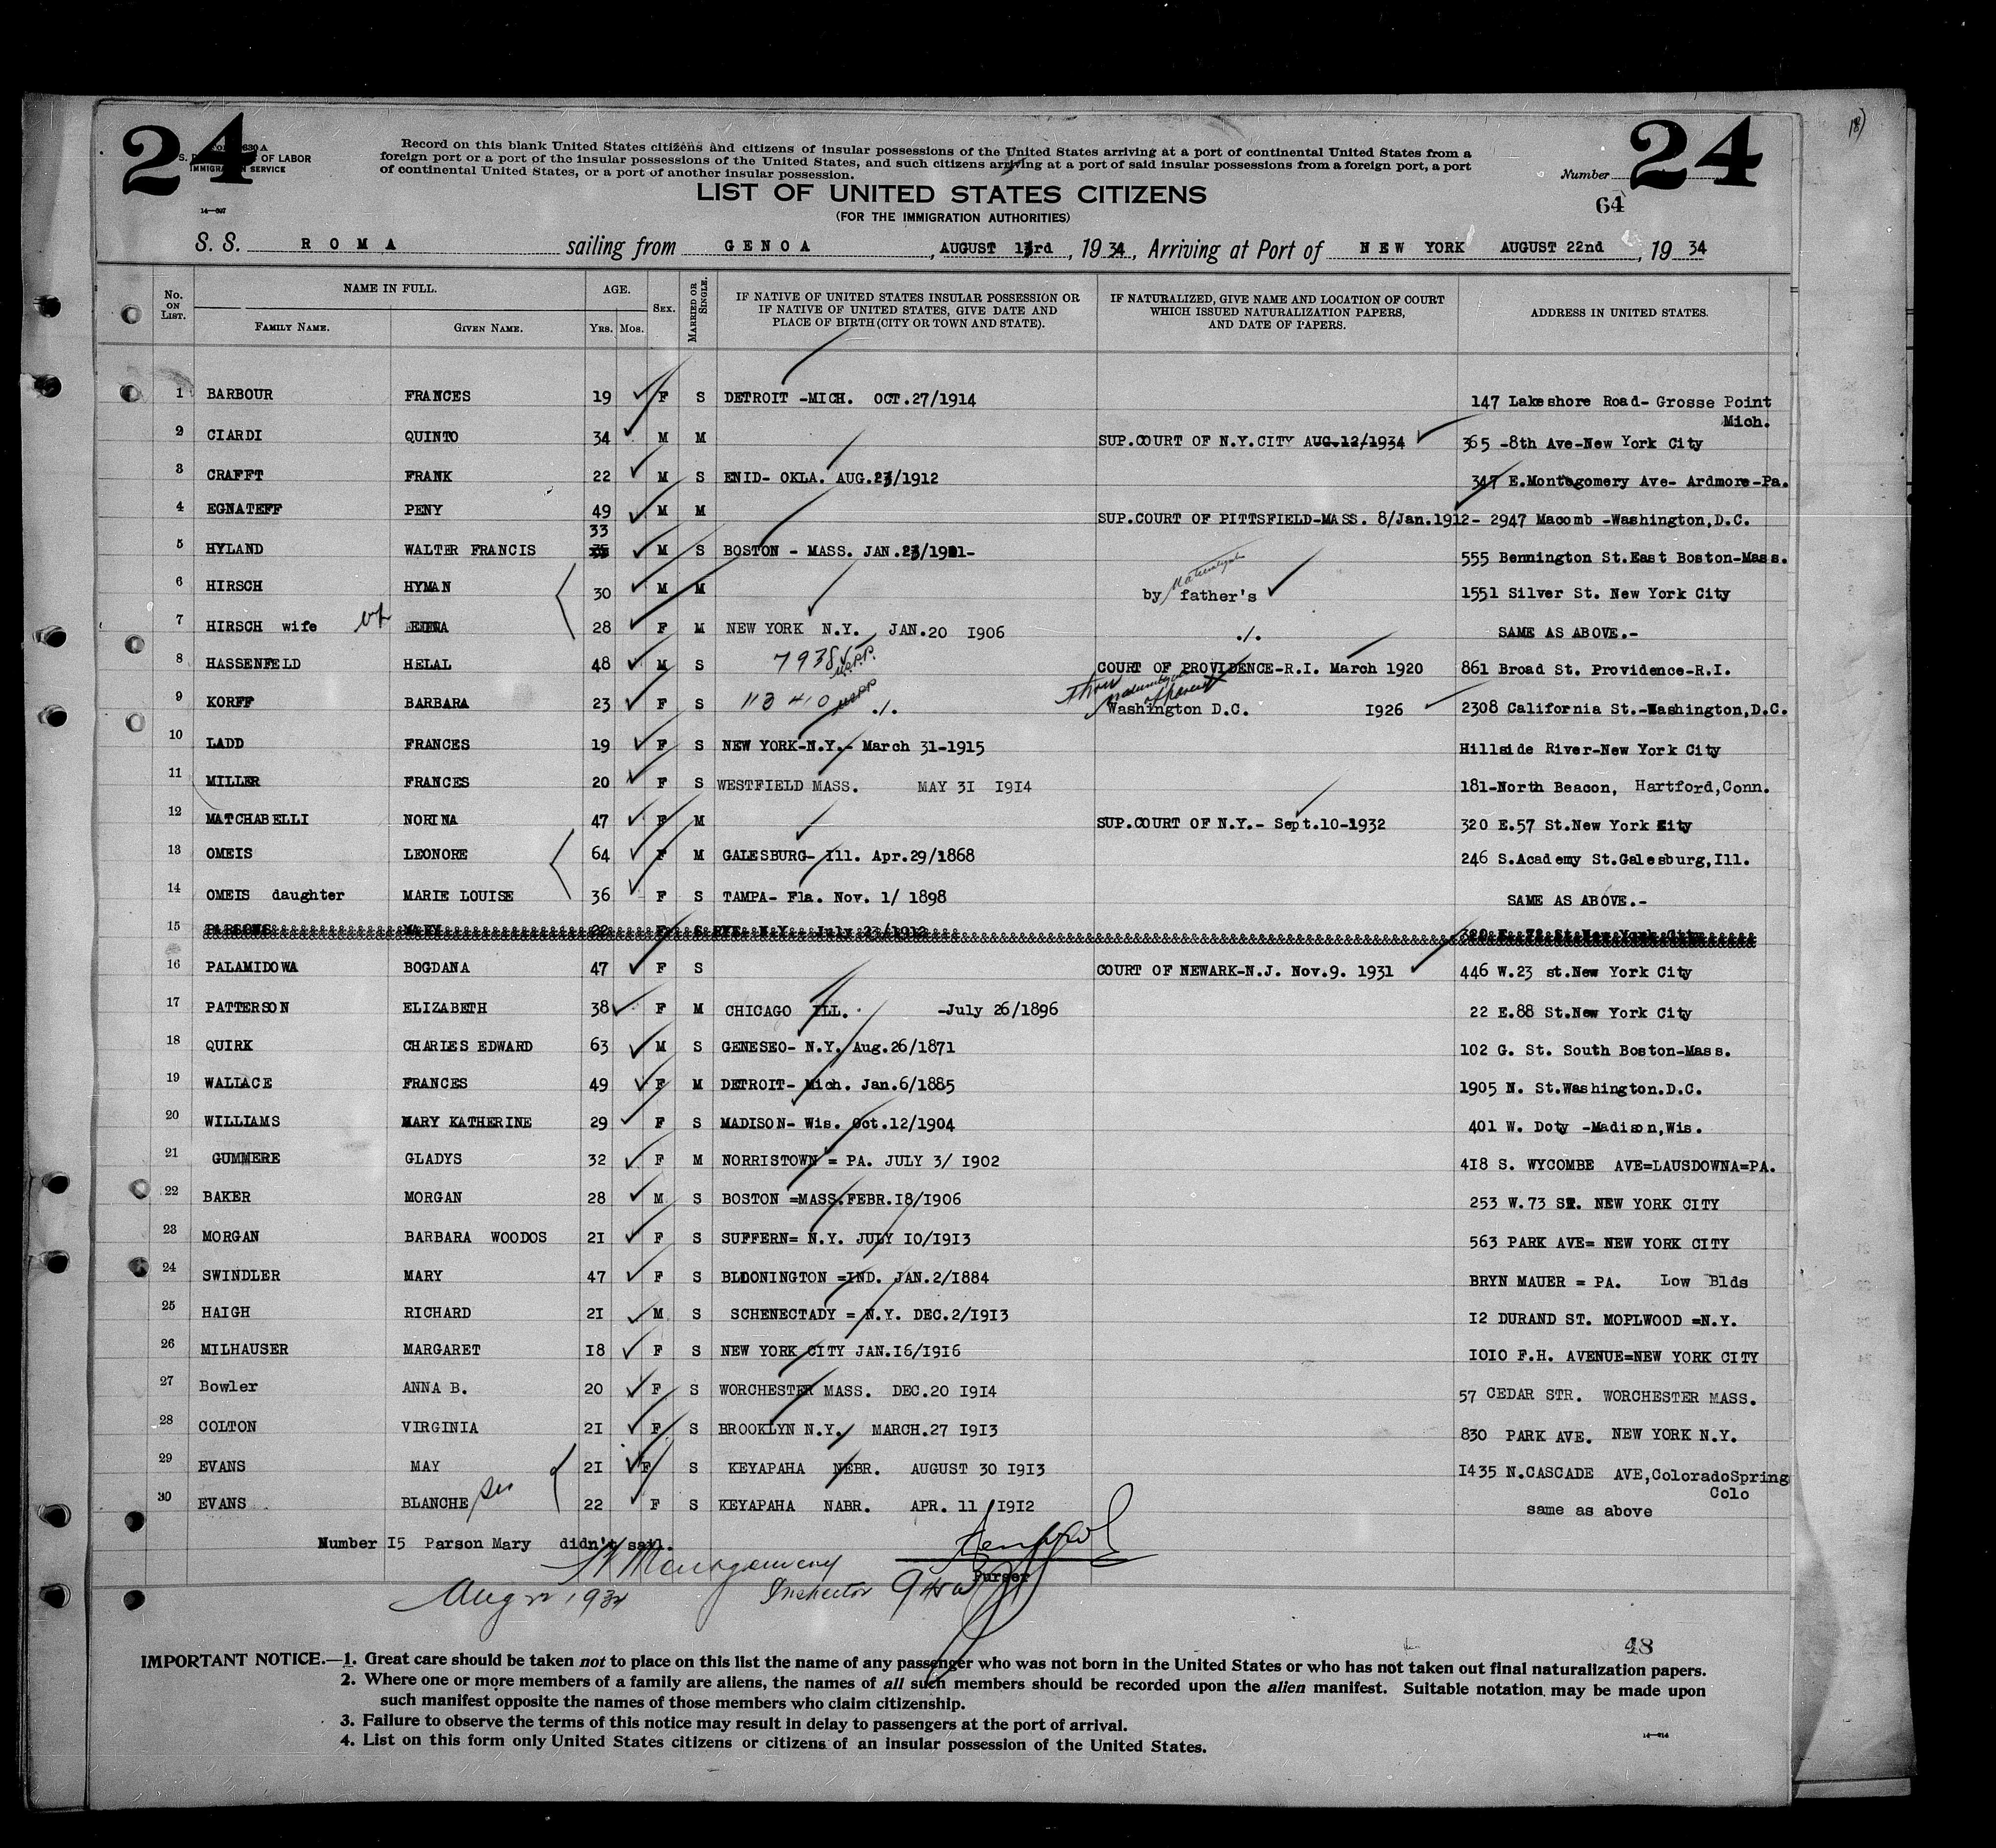 24
24
S. DEPARTMENT OF LABOR
IMMIGRATION SERVICE
14—507
Record on this blank United States citizens and citizens of insular possessions of the United States arriving at a port of continental United States from a
foreign port or a port of the insular possessions of the United States, and such citizens arriving at a port of said insular possessions from a foreign port, a port
of continental United States, or a port of another insular possession.
Number
LIST OF UNITED STATES CITIZENS
64
(FOR THE IMMIGRATION AUTHORITIES)
S. S. ROMA sailing from GENOA, AUGUST 13rd, 1934, Arriving at Port of NEW YORK AUGUST 22nd, 1934
No. ON LIST. NAME IN FULL. FAMILY NAME. GIVEN NAME. AGE. YRS. MOS. SEX. MARRIED OR SINGLE. IF NATIVE OF UNITED STATES INSULAR POSSESSION OR IF NATIVE OF UNITED STATES, GIVE DATE AND PLACE OF BIRTH (CITY OR TOWN AND STATE). IF NATURALIZED, GIVE NAME AND LOCATION OF COURT WHICH ISSUED NATURALIZATION PAPERS, AND DATE OF PAPERS. ADDRESS IN UNITED STATES.
1 BARBOUR FRANCES 19 F S DETROIT -MICH. OCT.27/1914 147 Lakeshore Road- Grosse Point
Mich.
2 CIARDI QUINTO 34 M M SUP.COURT OF N.Y.CITY AUG.12/1934 365 -8th Ave-New York City
3 CRAFFT FRANK 22 M S ENID- OKLA. AUG.23/1912 347 E.Montgomery Ave- Ardmore-Pa.
4 EGNATEFF PENY 49 M M SUP.COURT OF PITTSFIELD-MASS. 8/Jan.1912- 2947 Macomb -Washington,D.C.
33
5 HYLAND WALTER FRANCIS M S BOSTON - MASS. JAN.23/1901- 555 Bennington St.East Boston-Mass.
6 HIRSCH HYMAN 30 M M by father's 1551 Silver St. New York City
7 HIRSCH wife of 28 F M NEW YORK N.Y. JAN.20 1906 ./. SAME AS ABOVE.-
8 HASSENFELD HELAL 48 M S COURT OF PROVIDENCE-R.I. March 1920 861 Broad St. Providence-R.I.
9 KORFF BARBARA 23 F S ./. Washington D.C. 1926 2308 California St.-Washington,D.C.
10 LADD FRANCES 19 F S NEW YORK-N.Y.- March 31-1915 Hillside River-New York City
11 MILLER FRANCES 20 F S WESTFIELD MASS. MAY 31 1914 181-North Beacon, Hartford,Conn.
12 MATCHABELLI NORINA 47 F M SUP.COURT OF N.Y.- Sept.10-1932 320 E.57 St.New York City
13 OMEIS LEONORE 64 F M GALESBURG- Ill. Apr.29/1868 246 S.Academy St.Galesburg,Ill.
14 OMEIS daughter MARIE LOUISE 36 F S TAMPA- Fla. Nov. 1/ 1898 SAME AS ABOVE.-
15 PARSONS MARY 22 F S RYE N.Y.- July 23/1912
16 PALAMIDOWA BOGDANA 47 F S COURT OF NEWARK-N.J. Nov.9. 1931 446 W.23 st.New York City
17 PATTERSON ELIZABETH 38 F M CHICAGO ILL. -July 26/1896 22 E.88 St.New York City
18 QUIRK CHARLES EDWARD 63 M S GENESEO- N.Y. Aug.26/1871 102 G. St. South Boston-Mass.
19 WALLACE FRANCES 49 F M DETROIT- Mich. Jan.6/1885 1905 N. St.Washington.D.C.
20 WILLIAMS MARY KATHERINE 29 F S MADISON- Wis. Oct.12/1904 401 W. Doty -Madison,Wis.
21 GUMMERE GLADYS 32 F M NORRISTOWN = PA. JULY 3/ 1902 418 S. WYCOMBE AVE=LAUSDOWNA=PA.
22 BAKER MORGAN 28 M S BOSTON =MASS.FEBR.18/1906 253 W.73 ST. NEW YORK CITY
23 MORGAN BARBARA WOODOS 21 F S SUFFERN= N.Y. JULY 10/1913 563 PARK AVE= NEW YORK CITY
24 SWINDLER MARY 47 F S BLDONINGTON =IND. JAN.2/1884 BRYN MAUER = PA. Low Blds
25 HAIGH RICHARD 21 M S SCHENECTADY = N.Y. DEC.2/1913 12 DURAND ST. MOPLWOOD =N.Y.
26 MILHAUSER MARGARET 18 F S NEW YORK CITY JAN.16/1916 1010 F.H. AVENUE=NEW YORK CITY
27 Bowler ANNA B. 20 F S WORCHESTER MASS. DEC.20 1914 57 CEDAR STR. WORCHESTER MASS.
28 COLTON VIRGINIA 21 F S BROOKLYN N.Y. MARCH.27 1913 830 PARK AVE. NEW YORK N.Y.
29 EVANS MAY 21 F S KEYAPAHA NEBR. AUGUST 30 1913 1435 N.CASCADE AVE,ColoradoSpring
Colo
30 EVANS BLANCHE 22 F S KEYAPAHA NABR. APR. 11 /1912 same as above
Number 15 Parson Mary didn't sail.
Montgomery
Inspector
Purser
Aug 22 1934
48
IMPORTANT NOTICE.—1. Great care should be taken not to place on this list the name of any passenger who was not born in the United States or who has not taken out final naturalization papers.
2. Where one or more members of a family are aliens, the names of all such members should be recorded upon the alien manifest. Suitable notation may be made upon
such manifest opposite the names of those members who claim citizenship.
3. Failure to observe the terms of this notice may result in delay to passengers at the port of arrival.
4. List on this form only United States citizens or citizens of an insular possession of the United States.